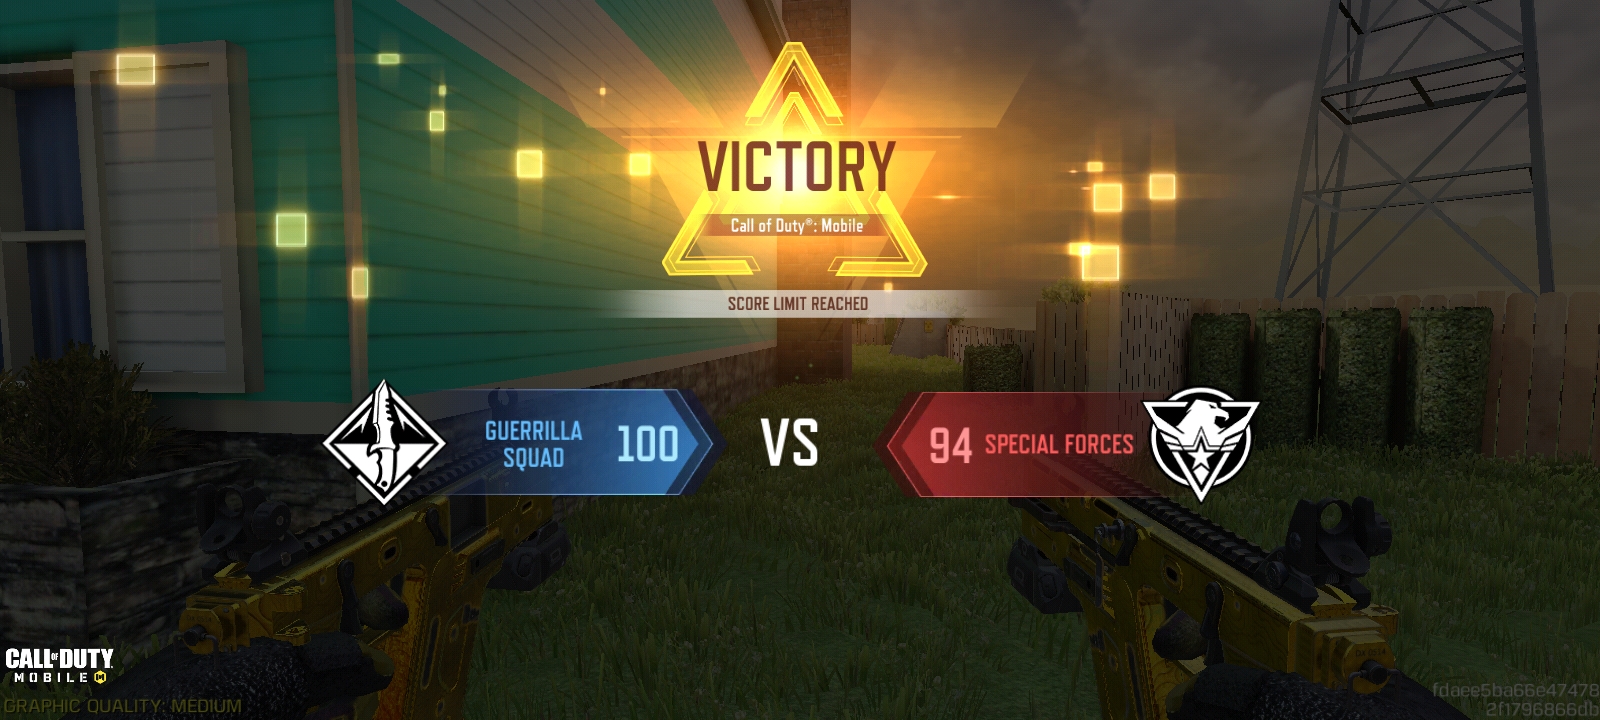 VICTORY
Call of Duty®: Mobile
SCORE LIMIT REACHED
GUERRILLA
SQUAD
100
VS
94
SPECIAL FORCES
CALL OF DUTY
MOBILE
GRAPHIC QUALITY: MEDIUM
fdaee5ba66e47478
2f1796866db